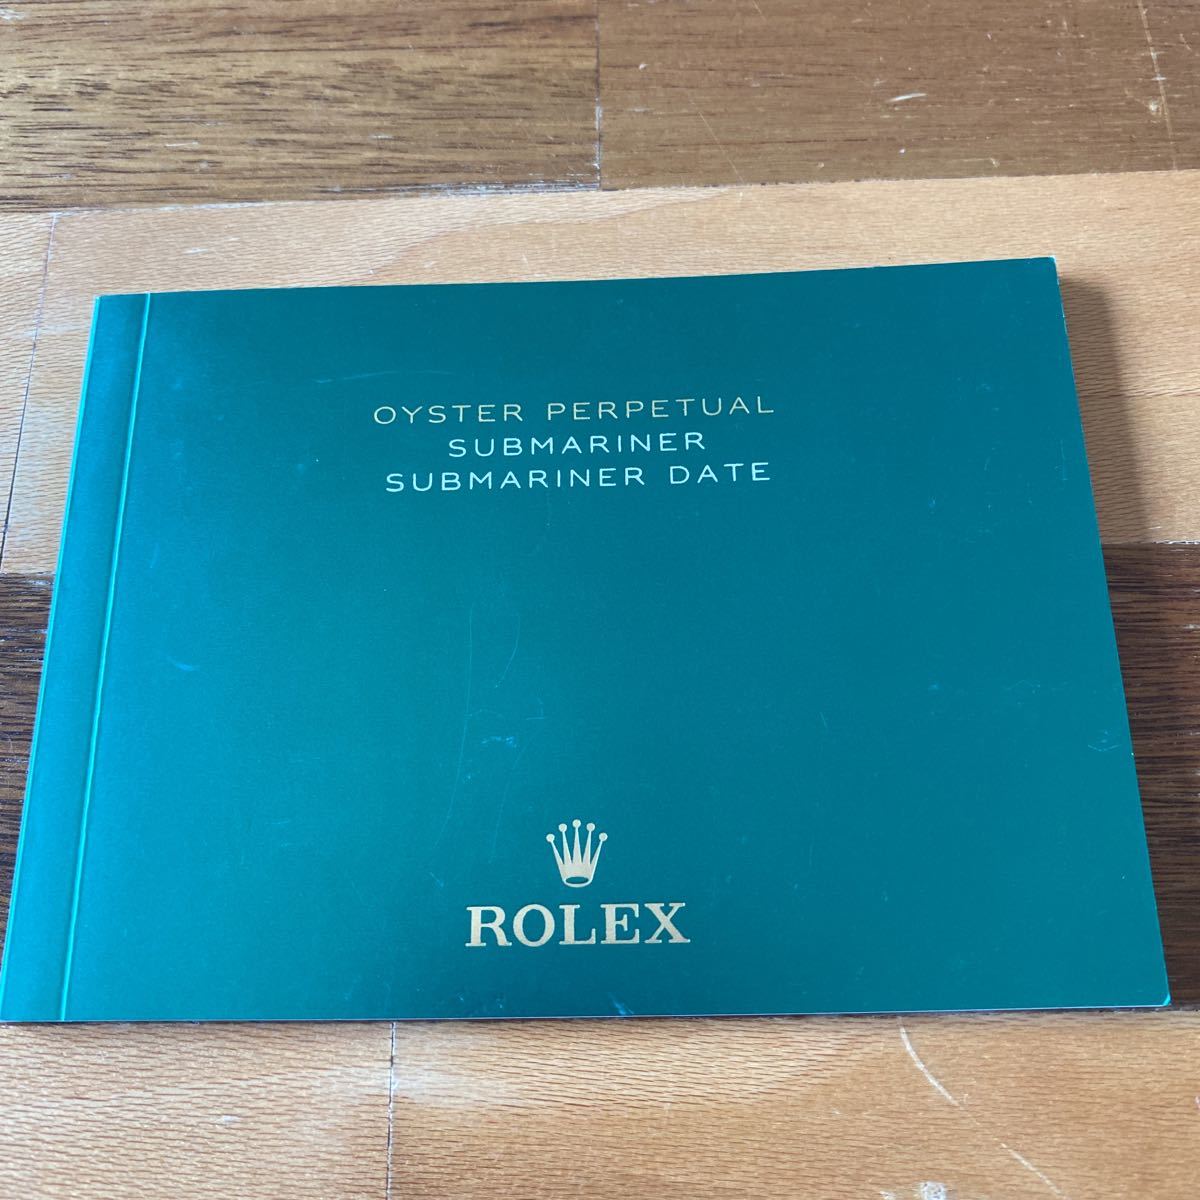 OYSTER PERPETUAL
SUBMARINER
SUBMARINER DATE
ROLEX